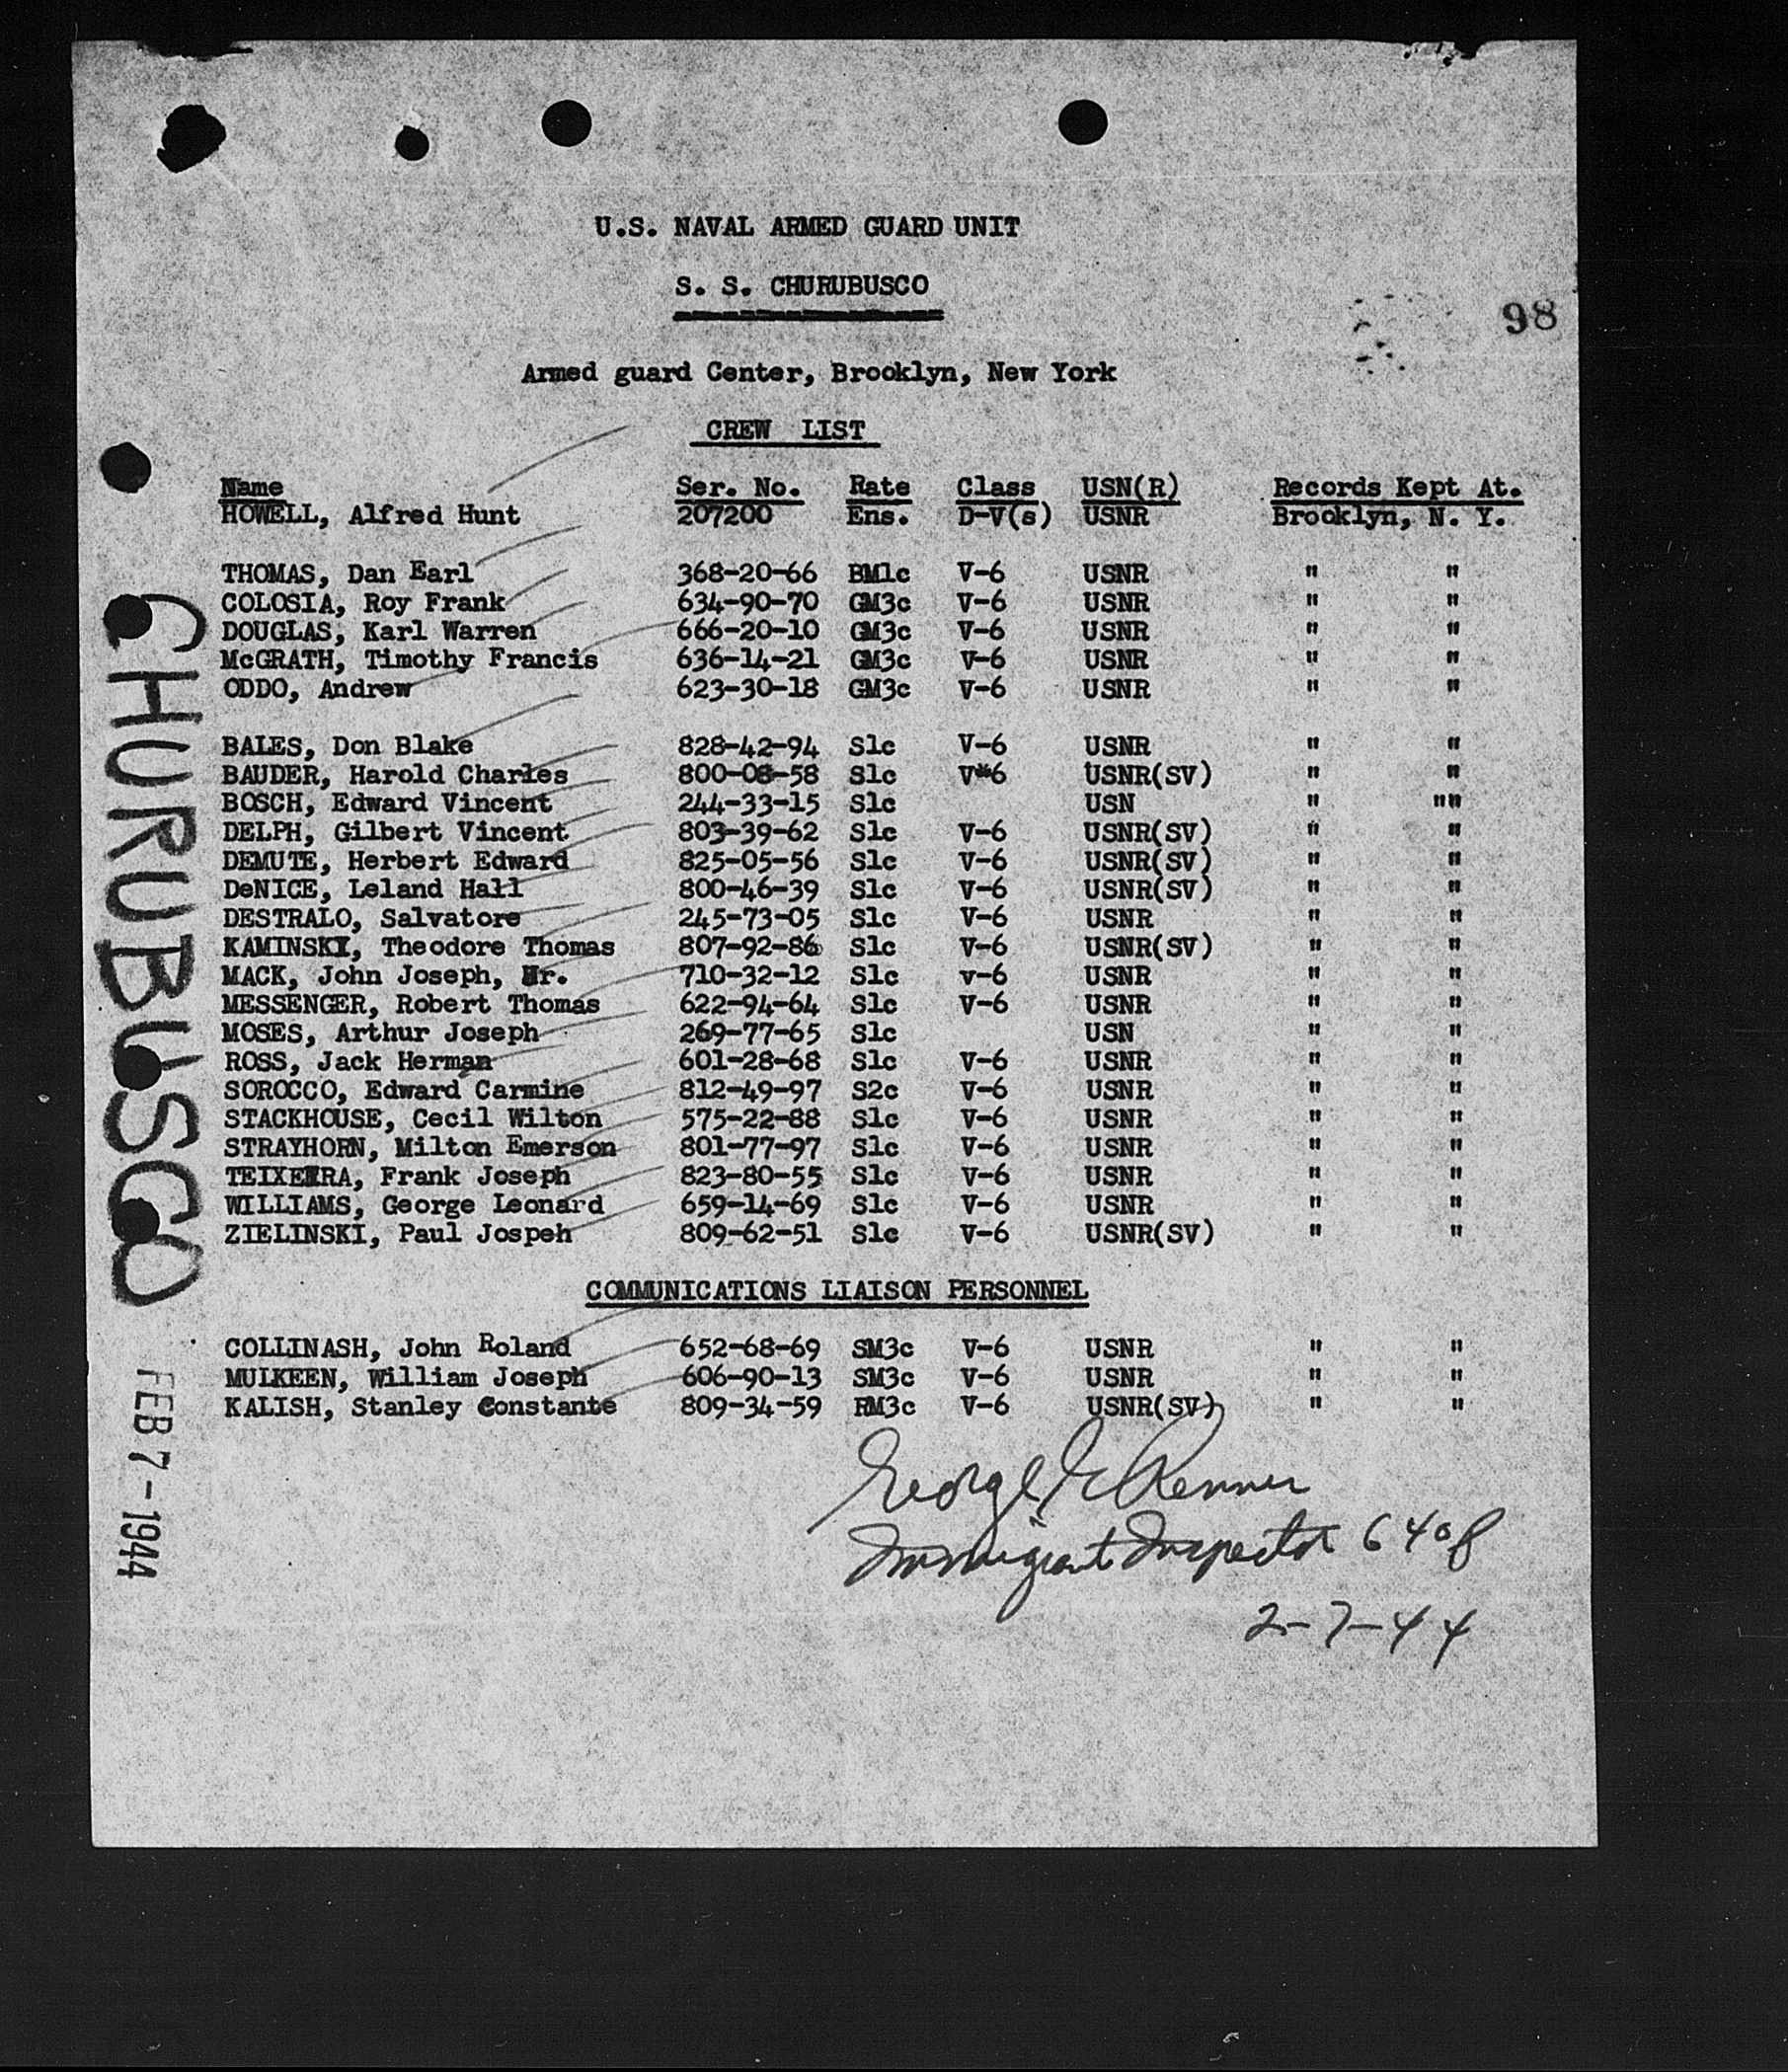 U.S. NAVAL ARMED GUARD UNIT
S. S. CHURUBUSCO
98
Armed guard Center, Brooklyn, New York
CREW LIST
Name Ser. No. Rate Class USN(R) Records Kept At.
HOWELL, Alfred Hunt 207200 Ens. D-V(s) USNR Brooklyn, N. Y.
THOMAS, Dan Earl 368-20-66 BM1c V-6 USNR " "
COLOSIA, Roy Frank 634-90-70 GM3c V-6 USNR " "
DOUGLAS, Karl Warren 666-20-10 GM3c V-6 USNR " "
McGRATH, Timothy Francis 636-14-21 GM3c V-6 USNR " "
ODDO, Andrew 623-30-18 GM3c V-6 USNR " "
BALES, Don Blake 828-42-94 S1c V-6 USNR " "
BAUDER, Harold Charles 800-08-58 S1c V*6 USNR(SV) " "
BOSCH, Edward Vincent 244-33-15 S1c USN " ""
DELPH, Gilbert Vincent 803-39-62 S1c V-6 USNR(SV) " "
DEMUTE, Herbert Edward 825-05-56 S1c V-6 USNR(SV) " "
DeNICE, Leland Hall 800-46-39 S1c V-6 USNR(SV) " "
DESTRALO, Salvatore 245-73-05 S1c V-6 USNR " "
KAMINSKI, Theodore Thomas 807-92-86 S1c V-6 USNR(SV) " "
MACK, John Joseph, Jr. 710-32-12 S1c v-6 USNR " "
MESSENGER, Robert Thomas 622-94-64 S1c V-6 USNR " "
MOSES, Arthur Joseph 269-77-65 S1c USN " "
ROSS, Jack Herman 601-28-68 S1c V-6 USNR " "
SOROCCO, Edward Carmine 812-49-97 S2c V-6 USNR " "
STACKHOUSE, Cecil Wilton 575-22-88 S1c V-6 USNR " "
STRAYHORN, Milton Emerson 801-77-97 S1c V-6 USNR " "
TEIXEIRA, Frank Joseph 823-80-55 S1c V-6 USNR " "
WILLIAMS, George Leonard 659-14-69 S1c V-6 USNR " "
ZIELINSKI, Paul Jospeh 809-62-51 S1c V-6 USNR(SV) " "
COMMUNICATIONS LIAISON PERSONNEL
COLLINASH, John Roland 652-68-69 SM3c V-6 USNR " "
MULKEEN, William Joseph 606-90-13 SM3c V-6 USNR " "
KALISH, Stanley Constante 809-34-59 RM3c V-6 USNR(SV) " "
George
Immigrant Inspector 6408
2-7-44
CHURUBUSCO
FEB 7-1944